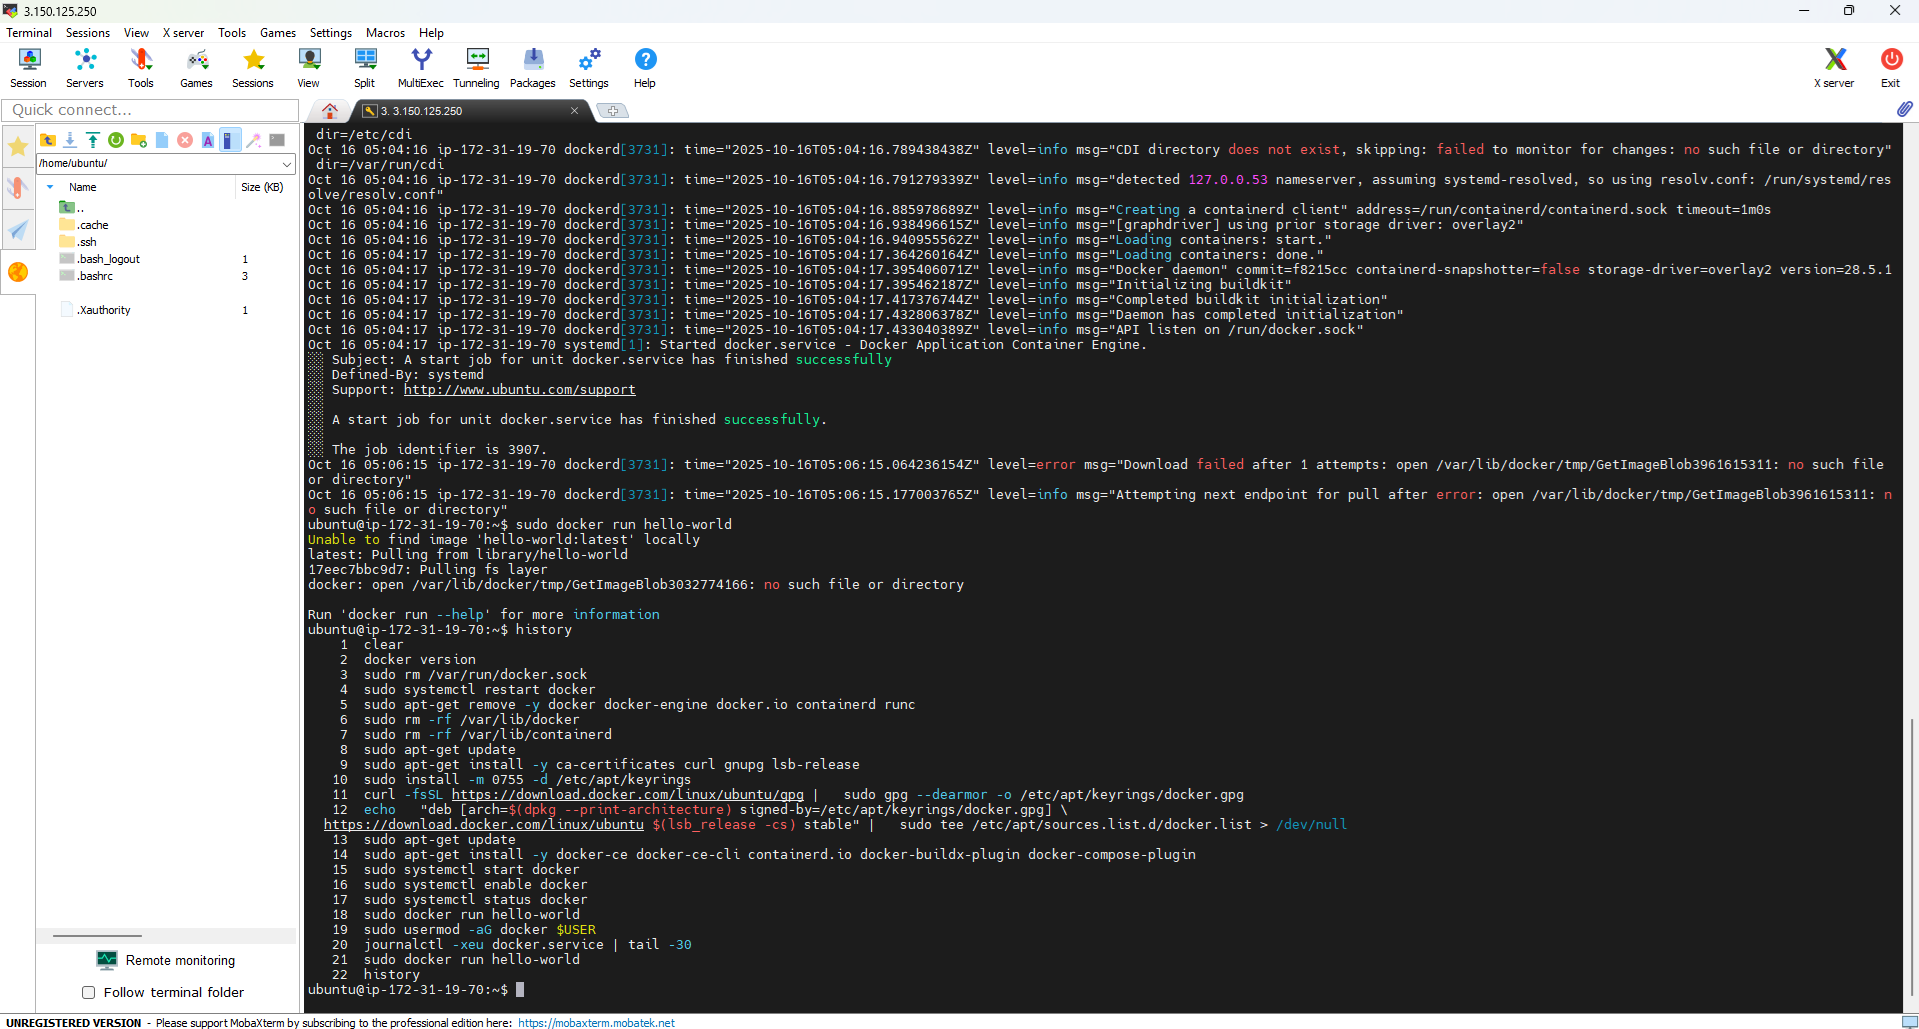 3.150.125.250
Terminal Sessions View X server Tools Games Settings Macros Help
Session Servers Tools Games Sessions View Split MultiExec Tunneling Packages Settings Help X server Exit
Quick connect...
3. 3.150.125.250
/home/ubuntu/
Name Size (KB)
..
.cache
.ssh
.bash_logout 1
.bashrc 3
.Xauthority 1
Remote monitoring
Follow terminal folder
 dir=/etc/cdi
Oct 16 05:04:16 ip-172-31-19-70 dockerd[3731]: time="2025-10-16T05:04:16.789438438Z" level=info msg="CDI directory does not exist, skipping: failed to monitor for changes: no such file or directory"
 dir=/var/run/cdi
Oct 16 05:04:16 ip-172-31-19-70 dockerd[3731]: time="2025-10-16T05:04:16.791279339Z" level=info msg="detected 127.0.0.53 nameserver, assuming systemd-resolved, so using resolv.conf: /run/systemd/res
olve/resolv.conf"
Oct 16 05:04:16 ip-172-31-19-70 dockerd[3731]: time="2025-10-16T05:04:16.885978689Z" level=info msg="Creating a containerd client" address=/run/containerd/containerd.sock timeout=1m0s
Oct 16 05:04:16 ip-172-31-19-70 dockerd[3731]: time="2025-10-16T05:04:16.938496615Z" level=info msg="[graphdriver] using prior storage driver: overlay2"
Oct 16 05:04:16 ip-172-31-19-70 dockerd[3731]: time="2025-10-16T05:04:16.940955562Z" level=info msg="Loading containers: start."
Oct 16 05:04:17 ip-172-31-19-70 dockerd[3731]: time="2025-10-16T05:04:17.364260164Z" level=info msg="Loading containers: done."
Oct 16 05:04:17 ip-172-31-19-70 dockerd[3731]: time="2025-10-16T05:04:17.395406071Z" level=info msg="Docker daemon" commit=f8215cc containerd-snapshotter=false storage-driver=overlay2 version=28.5.1
Oct 16 05:04:17 ip-172-31-19-70 dockerd[3731]: time="2025-10-16T05:04:17.395462187Z" level=info msg="Initializing buildkit"
Oct 16 05:04:17 ip-172-31-19-70 dockerd[3731]: time="2025-10-16T05:04:17.417376744Z" level=info msg="Completed buildkit initialization"
Oct 16 05:04:17 ip-172-31-19-70 dockerd[3731]: time="2025-10-16T05:04:17.432806378Z" level=info msg="Daemon has completed initialization"
Oct 16 05:04:17 ip-172-31-19-70 dockerd[3731]: time="2025-10-16T05:04:17.433040389Z" level=info msg="API listen on /run/docker.sock"
Oct 16 05:04:17 ip-172-31-19-70 systemd[1]: Started docker.service - Docker Application Container Engine.
Subject: A start job for unit docker.service has finished successfully
Defined-By: systemd
Support: http://www.ubuntu.com/support
A start job for unit docker.service has finished successfully.
The job identifier is 3907.
Oct 16 05:06:15 ip-172-31-19-70 dockerd[3731]: time="2025-10-16T05:06:15.064236154Z" level=error msg="Download failed after 1 attempts: open /var/lib/docker/tmp/GetImageBlob3961615311: no such file
or directory"
Oct 16 05:06:15 ip-172-31-19-70 dockerd[3731]: time="2025-10-16T05:06:15.177003765Z" level=info msg="Attempting next endpoint for pull after error: open /var/lib/docker/tmp/GetImageBlob3961615311: n
o such file or directory"
ubuntu@ip-172-31-19-70:~$ sudo docker run hello-world
Unable to find image 'hello-world:latest' locally
latest: Pulling from library/hello-world
17eec7bbc9d7: Pulling fs layer
docker: open /var/lib/docker/tmp/GetImageBlob3032774166: no such file or directory
Run 'docker run --help' for more information
ubuntu@ip-172-31-19-70:~$ history
1 clear
2 docker version
3 sudo rm /var/run/docker.sock
4 sudo systemctl restart docker
5 sudo apt-get remove -y docker docker-engine docker.io containerd runc
6 sudo rm -rf /var/lib/docker
7 sudo rm -rf /var/lib/containerd
8 sudo apt-get update
9 sudo apt-get install -y ca-certificates curl gnupg lsb-release
10 sudo install -m 0755 -d /etc/apt/keyrings
11 curl -fsSL https://download.docker.com/linux/ubuntu/gpg | sudo gpg --dearmor -o /etc/apt/keyrings/docker.gpg
12 echo "deb [arch=$(dpkg --print-architecture) signed-by=/etc/apt/keyrings/docker.gpg] \
https://download.docker.com/linux/ubuntu $(lsb_release -cs) stable" | sudo tee /etc/apt/sources.list.d/docker.list > /dev/null
13 sudo apt-get update
14 sudo apt-get install -y docker-ce docker-ce-cli containerd.io docker-buildx-plugin docker-compose-plugin
15 sudo systemctl start docker
16 sudo systemctl enable docker
17 sudo systemctl status docker
18 sudo docker run hello-world
19 sudo usermod -aG docker $USER
20 journalctl -xeu docker.service | tail -30
21 sudo docker run hello-world
22 history
ubuntu@ip-172-31-19-70:~$
UNREGISTERED VERSION - Please support MobaXterm by subscribing to the professional edition here: https://mobaxterm.mobatek.net